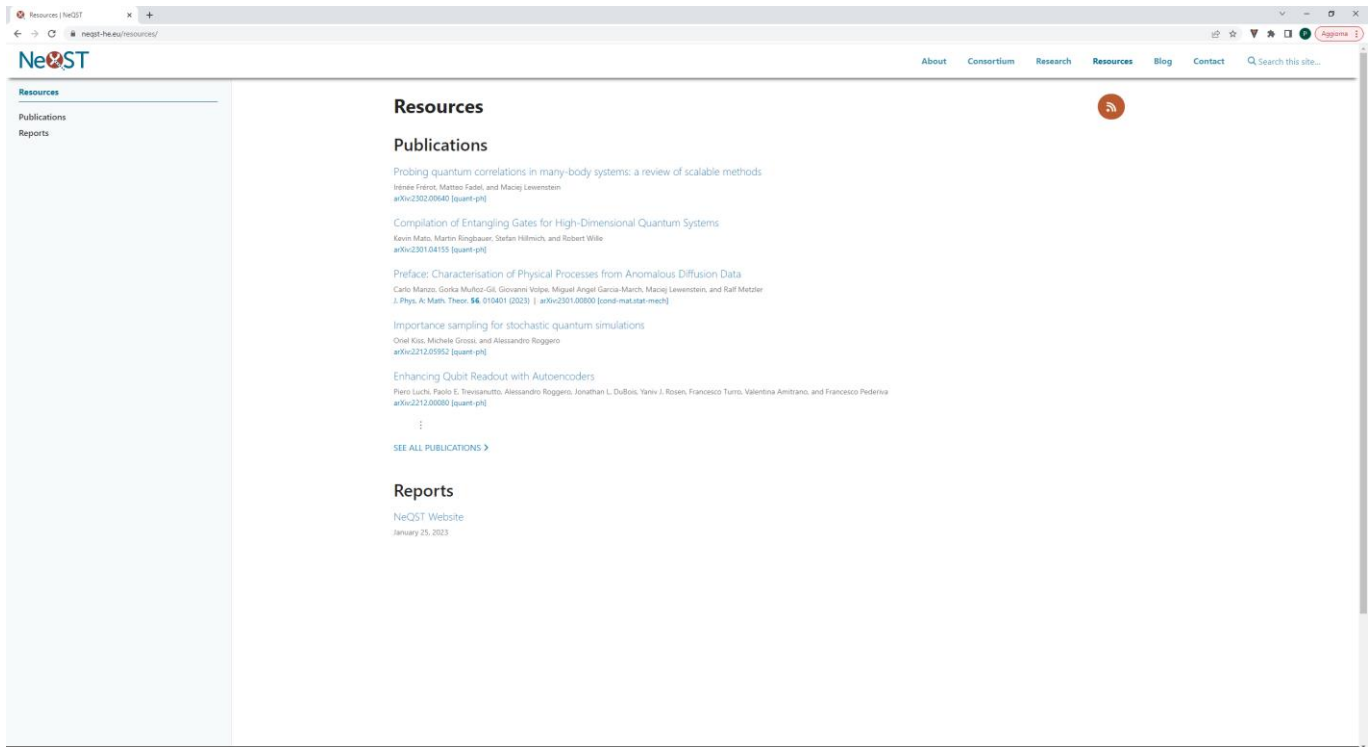 Resources | NeQST
neqst-he.eu/resources/
Aggiorna
NeQST
About Consortium Research Resources Blog Contact Search this site...
Resources
Publications
Reports
Resources
Publications
Probing quantum correlations in many-body systems: a review of scalable methods
Irénée Frérot, Matteo Fadel, and Maciej Lewenstein
arXiv:2302.00640 [quant-ph]
Compilation of Entangling Gates for High-Dimensional Quantum Systems
Kevin Mato, Martin Ringbauer, Stefan Hillmich, and Robert Wille
arXiv:2301.04155 [quant-ph]
Preface: Characterisation of Physical Processes from Anomalous Diffusion Data
Carlo Manzo, Gorka Muñoz-Gil, Giovanni Volpe, Miguel Angel Garcia-March, Maciej Lewenstein, and Ralf Metzler
J. Phys. A: Math. Theor. 56, 010401 (2023) | arXiv:2301.00800 [cond-mat.stat-mech]
Importance sampling for stochastic quantum simulations
Oriel Kiss, Michele Grossi, and Alessandro Roggero
arXiv:2212.05952 [quant-ph]
Enhancing Qubit Readout with Autoencoders
Piero Luchi, Paolo E. Trevisanutto, Alessandro Roggero, Jonathan L. DuBois, Yaniv J. Rosen, Francesco Turro, Valentina Amitrano, and Francesco Pederiva
arXiv:2212.00080 [quant-ph]
⋮
SEE ALL PUBLICATIONS
Reports
NeQST Website
January 25, 2023